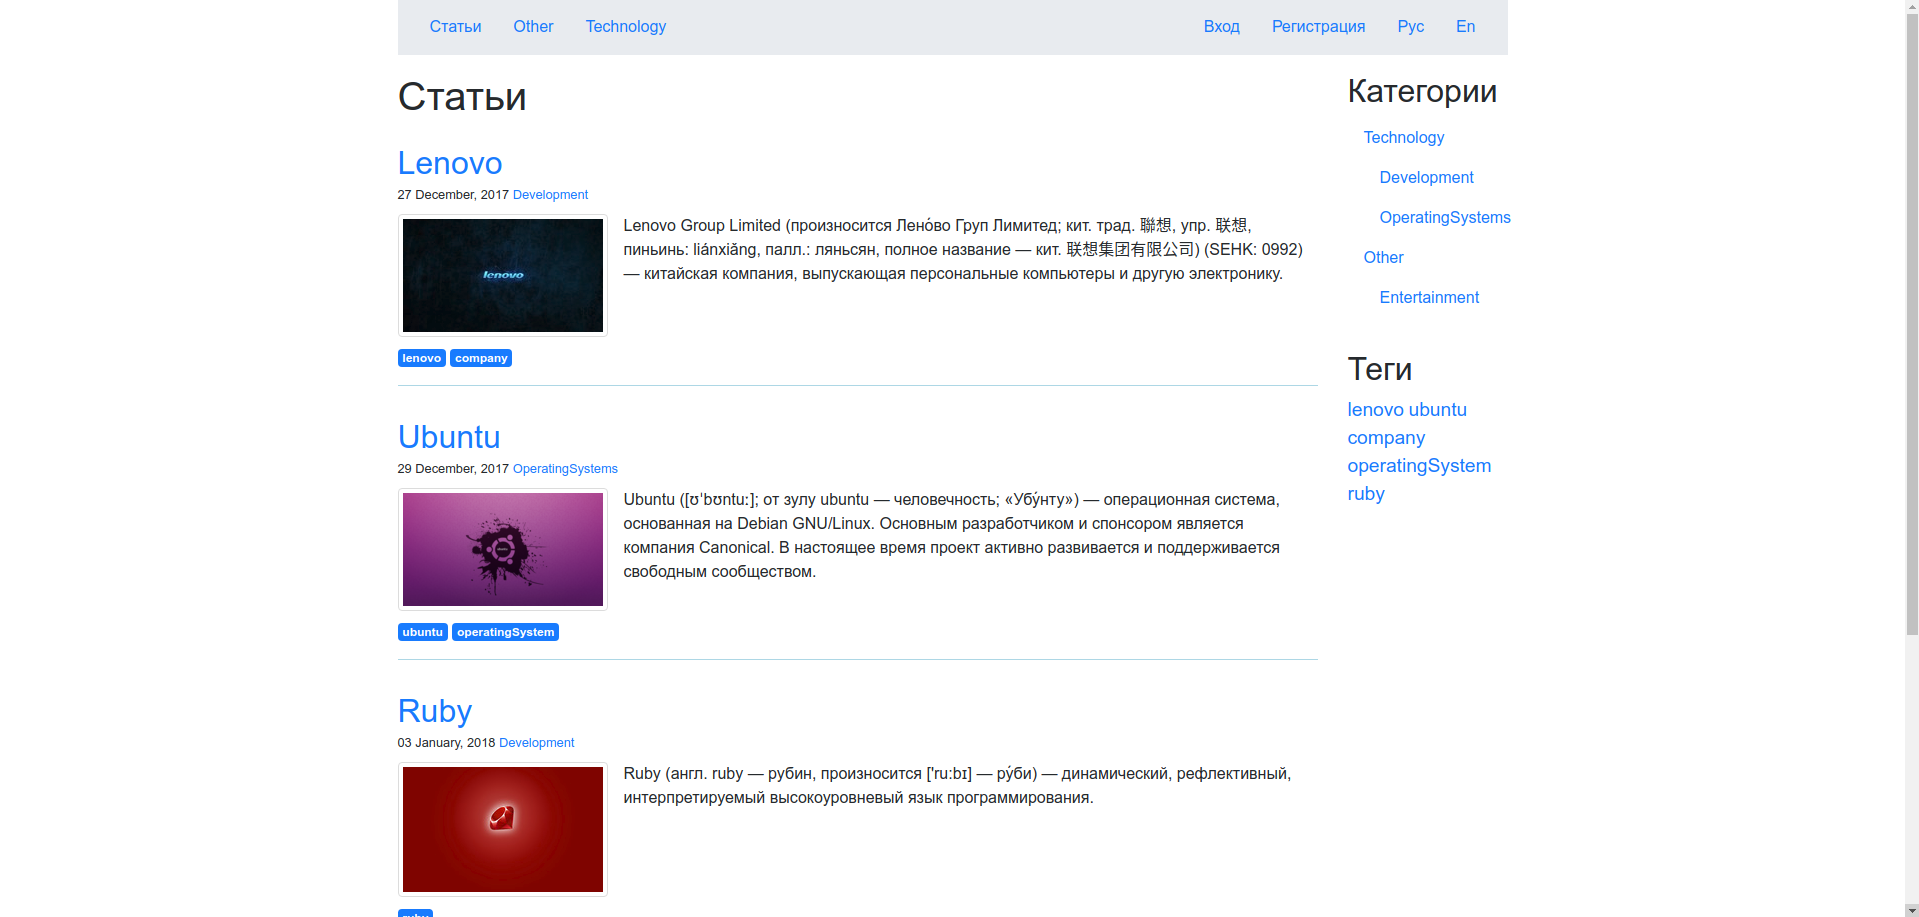 Статьи Other Technology Вход Регистрация Рус En
Статьи
Lenovo
27 December, 2017 Development
lenovo
Lenovo Group Limited (произносится Лено́во Груп Лимитед; кит. трад. 聯想, упр. 联想,
пиньинь: liánxiǎng, палл.: ляньсян, полное название — кит. 联想集团有限公司) (SEHK: 0992)
— китайская компания, выпускающая персональные компьютеры и другую электронику.
lenovo company
Ubuntu
29 December, 2017 OperatingSystems
Ubuntu ([ʊˈbʊntuː]; от зулу ubuntu — человечность; «Убу́нту») — операционная система,
основанная на Debian GNU/Linux. Основным разработчиком и спонсором является
компания Canonical. В настоящее время проект активно развивается и поддерживается
свободным сообществом.
ubuntu operatingSystem
Ruby
03 January, 2018 Development
Ruby (англ. ruby — рубин, произносится ['ru:bɪ] — ру́би) — динамический, рефлективный,
интерпретируемый высокоуровневый язык программирования.
ruby
Категории
Technology
Development
OperatingSystems
Other
Entertainment
Теги
lenovo ubuntu
company
operatingSystem
ruby